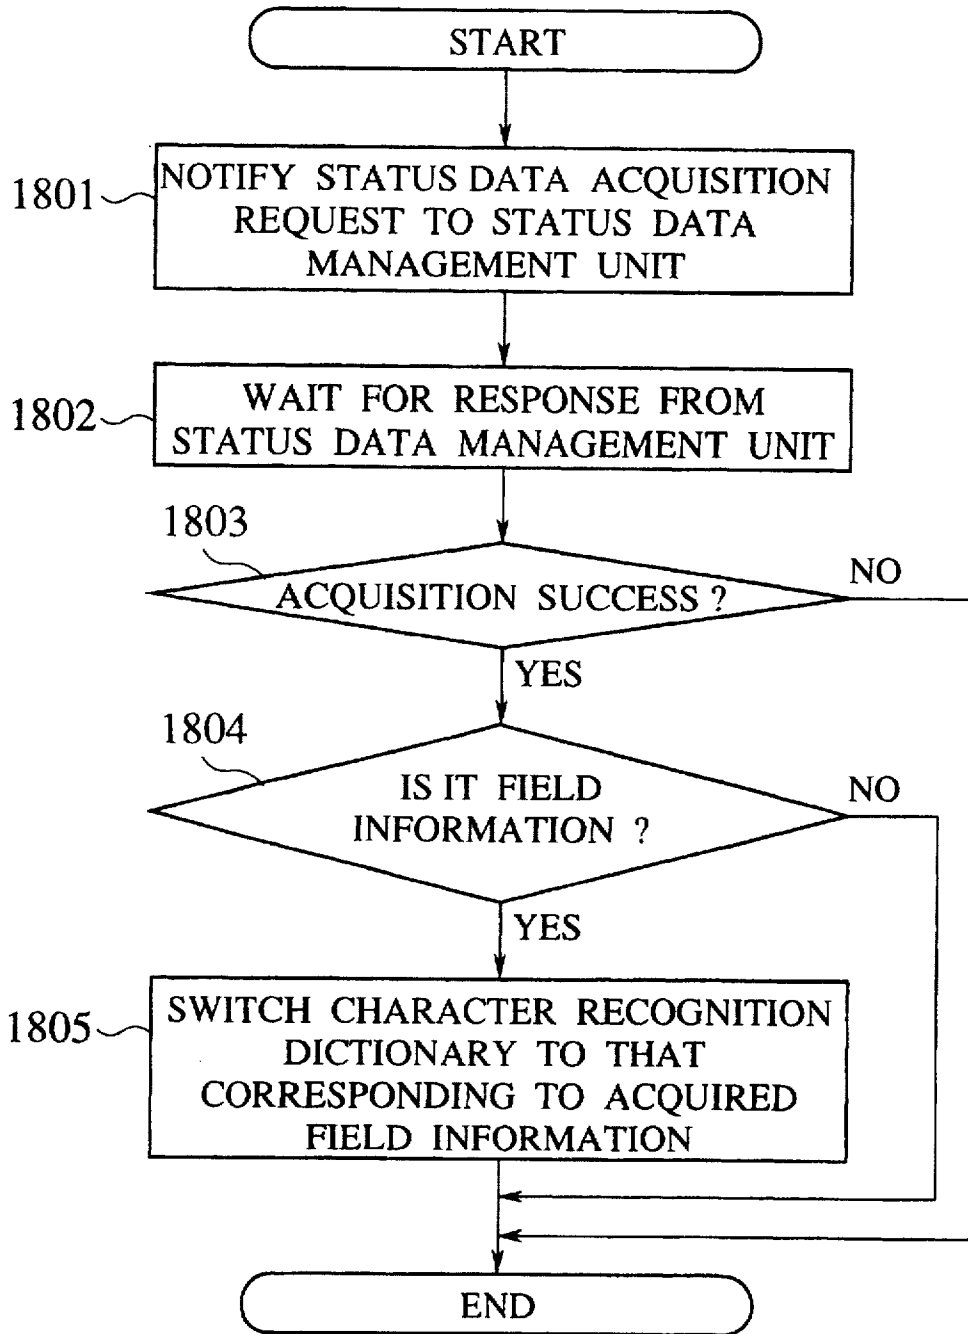 START
1801
NOTIFY STATUS DATA ACQUISITION
REQUEST TO STATUS DATA
MANAGEMENT UNIT
1802
WAIT FOR RESPONSE FROM
STATUS DATA MANAGEMENT UNIT
1803
ACQUISITION SUCCESS ?
NO
YES
1804
IS IT FIELD
INFORMATION ?
NO
YES
1805
SWITCH CHARACTER RECOGNITION
DICTIONARY TO THAT
CORRESPONDING TO ACQUIRED
FIELD INFORMATION
END